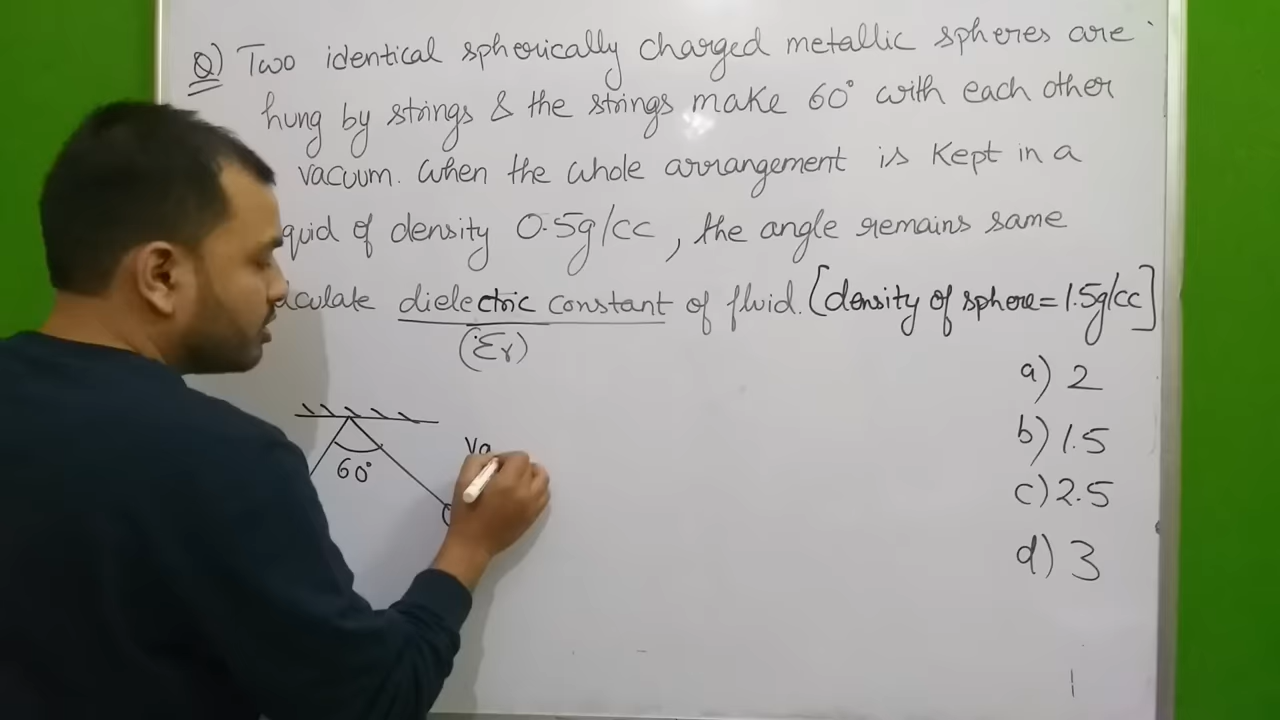 Q) Two identical spherically charged metallic spheres are
hung by strings & the strings make 60° with each other
vacuum. When the whole arrangement is kept in a
quid of density 0.5g/cc, the angle remains same
culate dielectric constant of fluid. [density of sphere = 1.5g/cc]
(εr)
a) 2
b) 1.5
c) 2.5
d) 3
60°
va